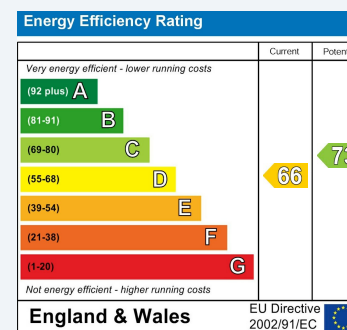 Energy Efficiency Rating
Current
Very energy efficient - lower running costs
(92 plus) A
(81-91) B
(69-80) C
(55-68) D
66
(39-54) E
(21-38) F
(1-20) G
Not energy efficient - higher running costs
England & Wales
EU Directive
2002/91/EC